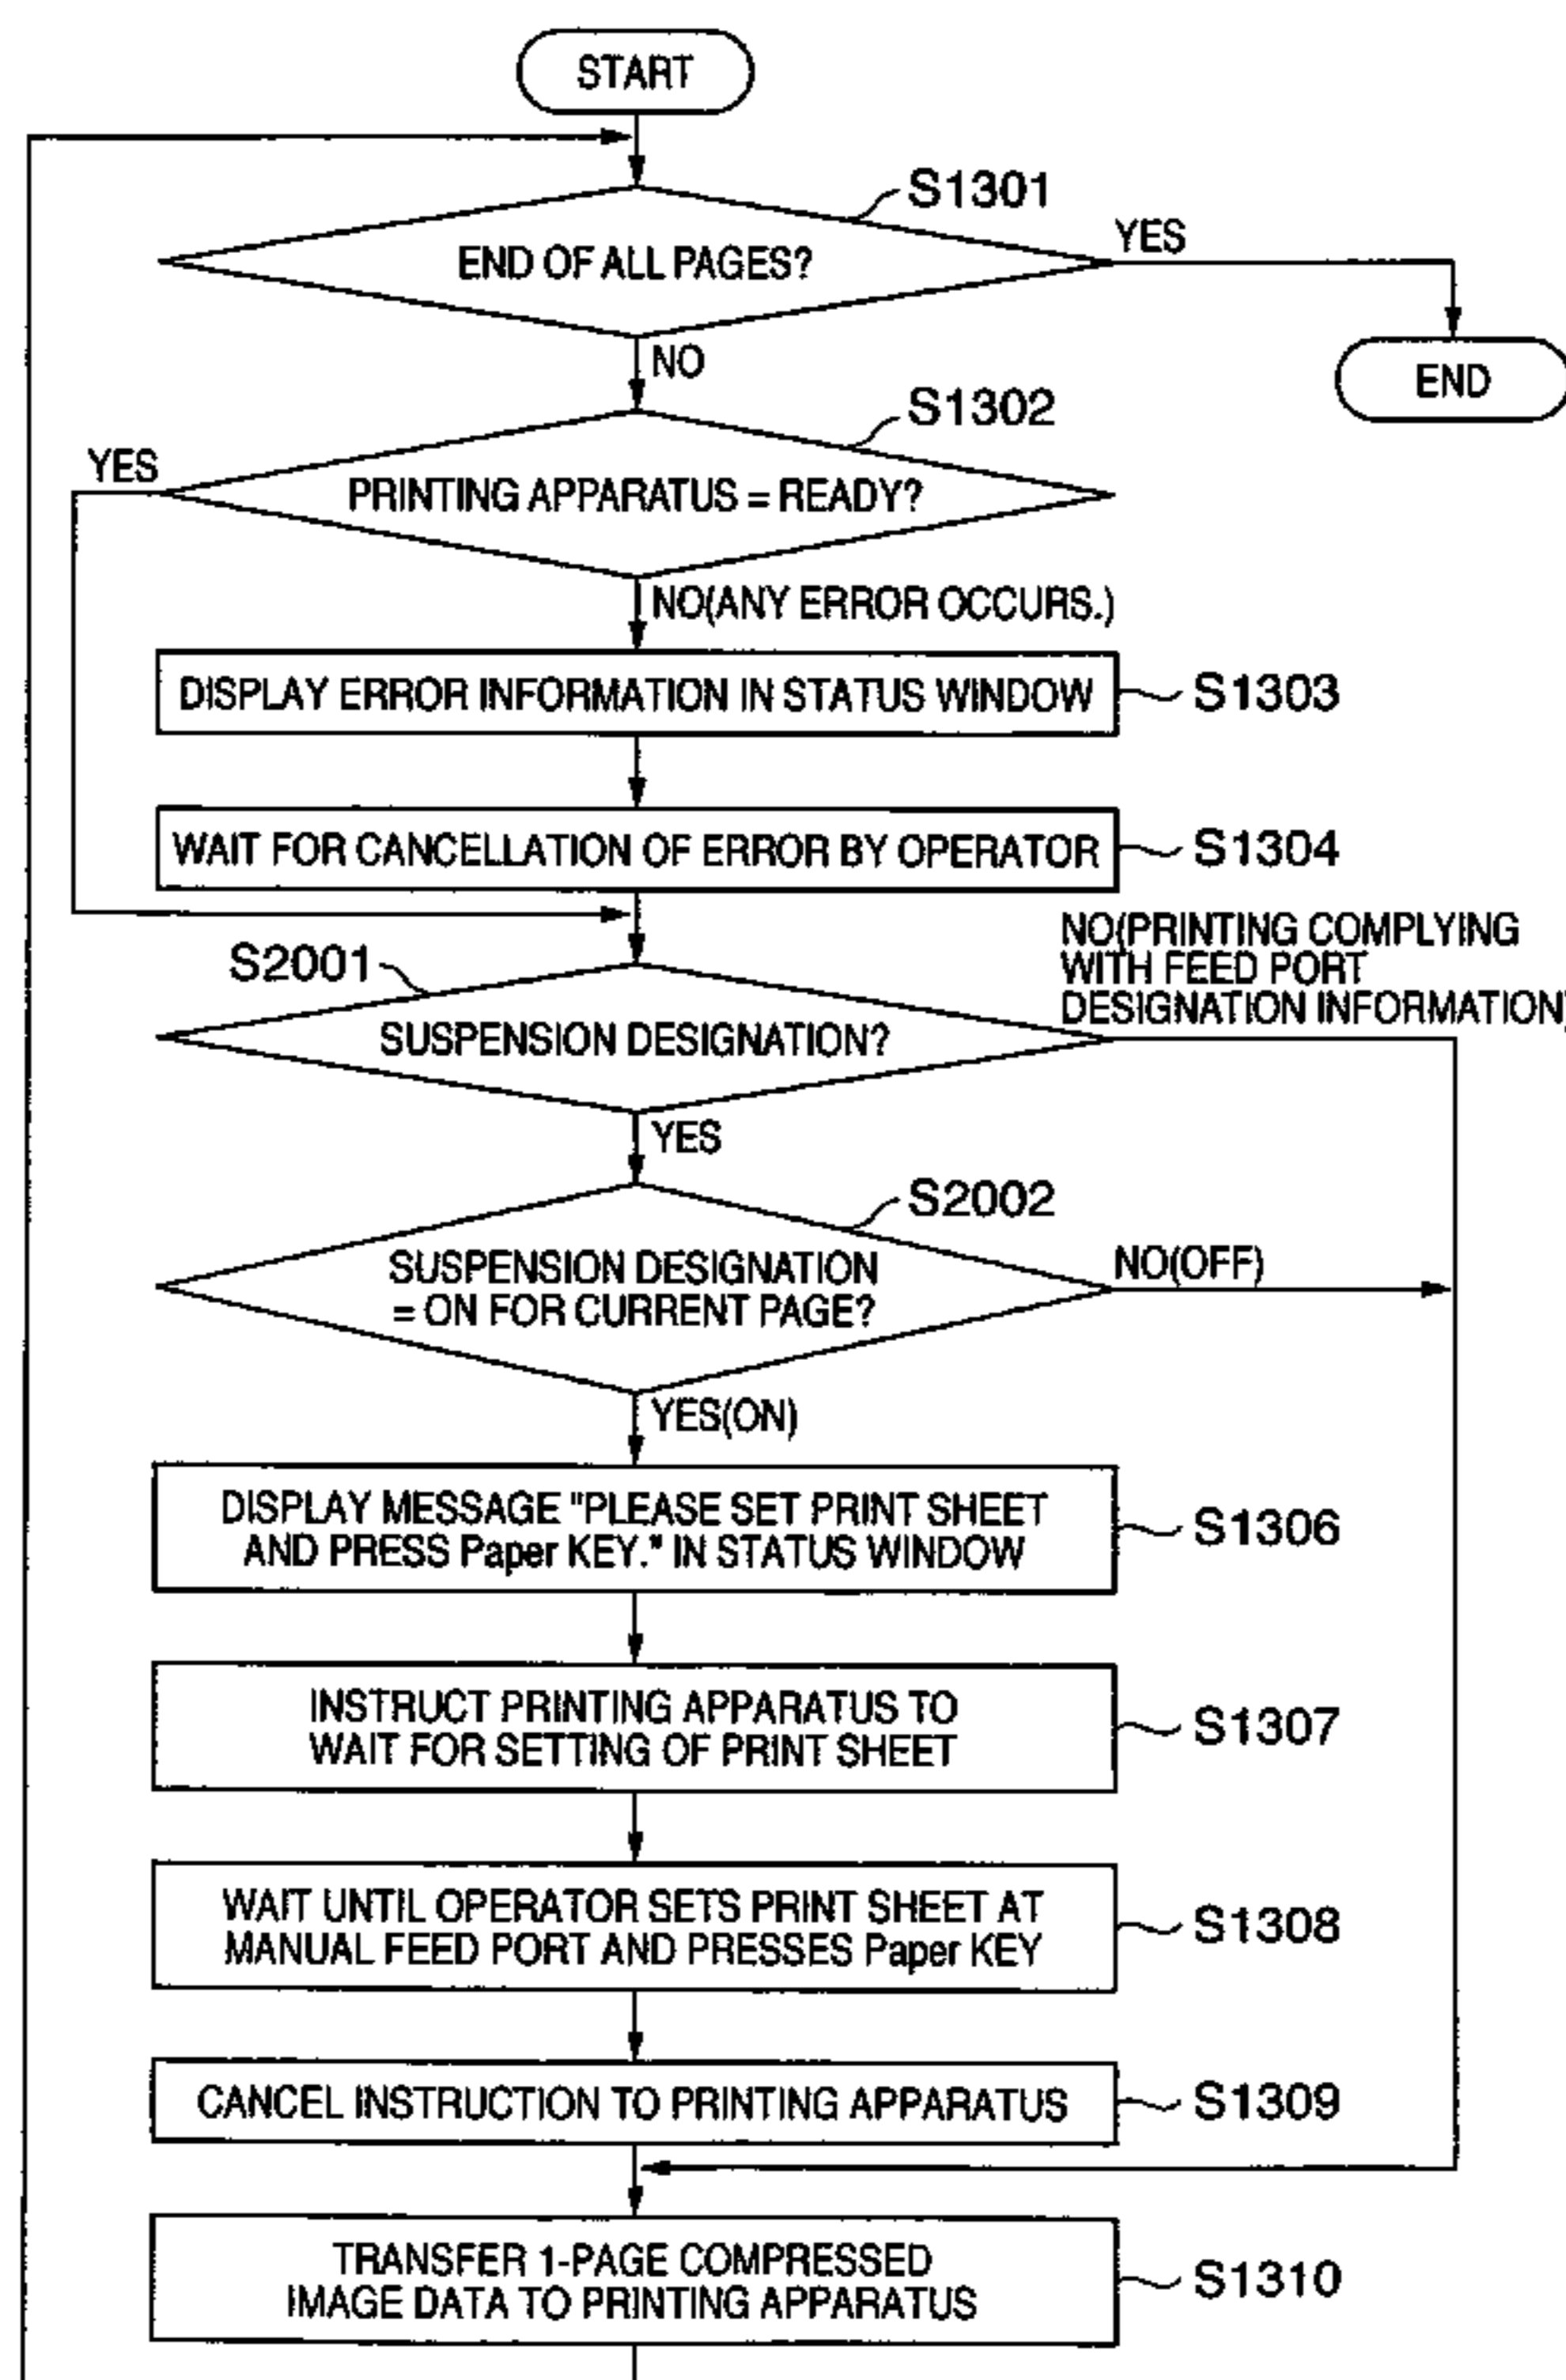 START
S1301
END OF ALL PAGES?
YES
END
NO
S1302
YES
PRINTING APPARATUS = READY?
NO(ANY ERROR OCCURS.)
DISPLAY ERROR INFORMATION IN STATUS WINDOW
S1303
WAIT FOR CANCELLATION OF ERROR BY OPERATOR
S1304
NO(PRINTING COMPLYING
WITH FEED PORT
DESIGNATION INFORMATION)
S2001
SUSPENSION DESIGNATION?
YES
S2002
SUSPENSION DESIGNATION
= ON FOR CURRENT PAGE?
NO(OFF)
YES(ON)
DISPLAY MESSAGE "PLEASE SET PRINT SHEET
AND PRESS Paper KEY." IN STATUS WINDOW
S1306
INSTRUCT PRINTING APPARATUS TO
WAIT FOR SETTING OF PRINT SHEET
S1307
WAIT UNTIL OPERATOR SETS PRINT SHEET AT
MANUAL FEED PORT AND PRESSES Paper KEY
S1308
CANCEL INSTRUCTION TO PRINTING APPARATUS
S1309
TRANSFER 1-PAGE COMPRESSED
IMAGE DATA TO PRINTING APPARATUS
S1310